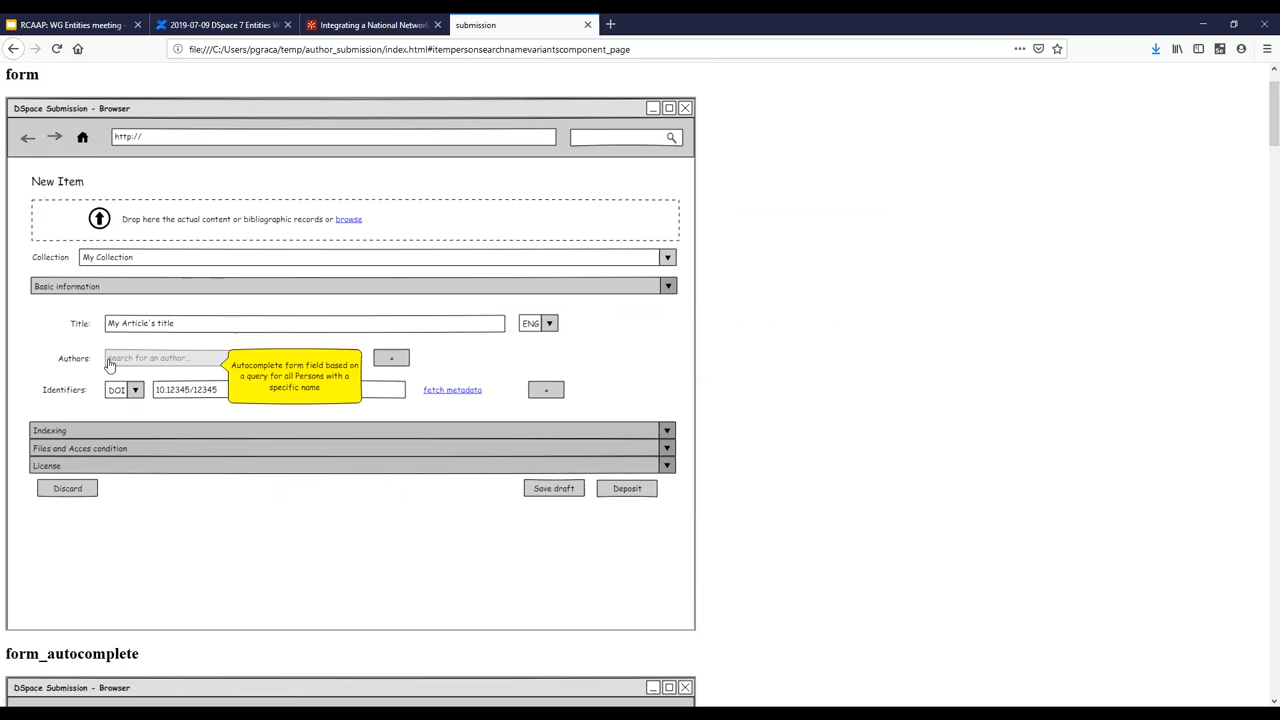 RCAAP: WG Entities meeting -
2019-07-09 DSpace 7 Entities W
Integrating a National Network
submission
file:///C:/Users/pgraca/temp/author_submission/index.html#itempersonsearchnamevariantscomponent_page
form
DSpace Submission - Browser
http://
New Item
Drop here the actual content or bibliographic records or browse
Collection My Collection
Basic information
Title: My Article's title ENG
Authors: search for an author... +
Autocomplete form field based on
a query for all Persons with a
specific name
Identifiers: DOI 10.12345/12345 fetch metadata +
Indexing
Files and Acces condition
License
Discard Save draft Deposit
form_autocomplete
DSpace Submission - Browser